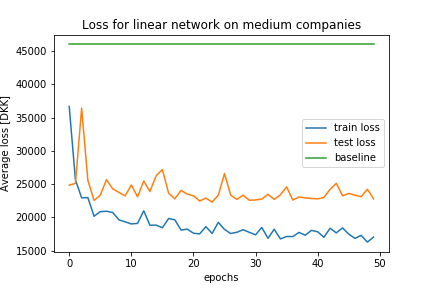 Loss for linear network on medium companies
Average loss [DKK]
45000
40000
35000
30000
25000
20000
15000
train loss
test loss
baseline
0
10
20
30
40
50
epochs